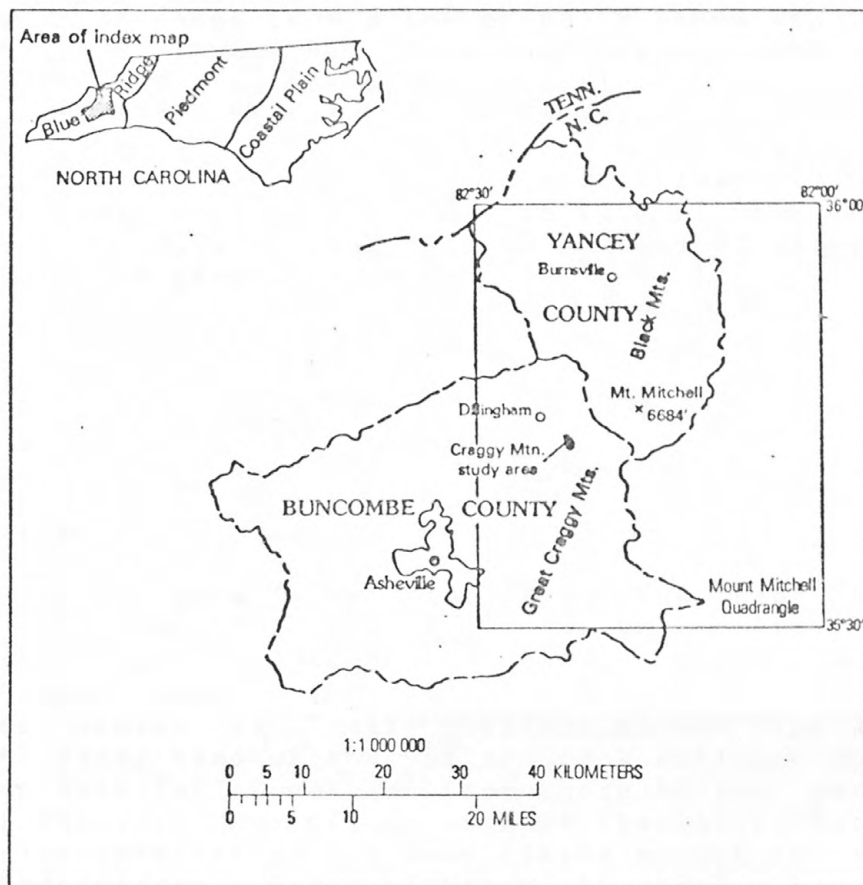 Area of index map
Blue Ridge
Piedmont
Coastal Plain
NORTH CAROLINA
TENN.
N. C.
82°30'
82°00'
36°00'
YANCEY
Burnsville
COUNTY
Black Mts.
Mt. Mitchell
6684'
Dillingham
Craggy Mtn.
study area
BUNCOMBE COUNTY
Great Craggy Mts.
Asheville
Mount Mitchell
Quadrangle
35°30'
1:1 000 000
0 5 10 20 30 40 KILOMETERS
0 5 10 20 MILES